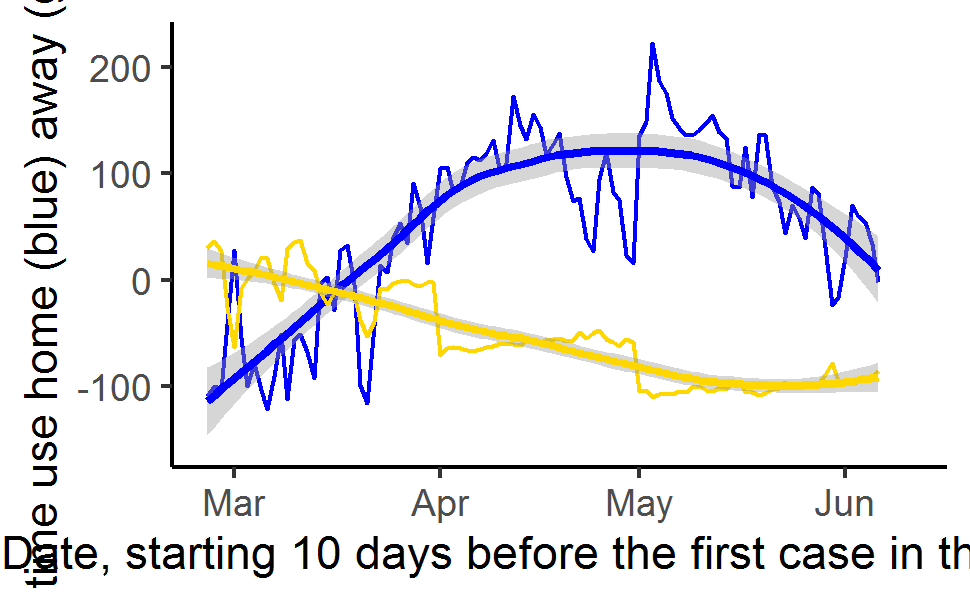 time use home (blue) away (
200
100
0
-100
Mar Apr May Jun
Date, starting 10 days before the first case in th